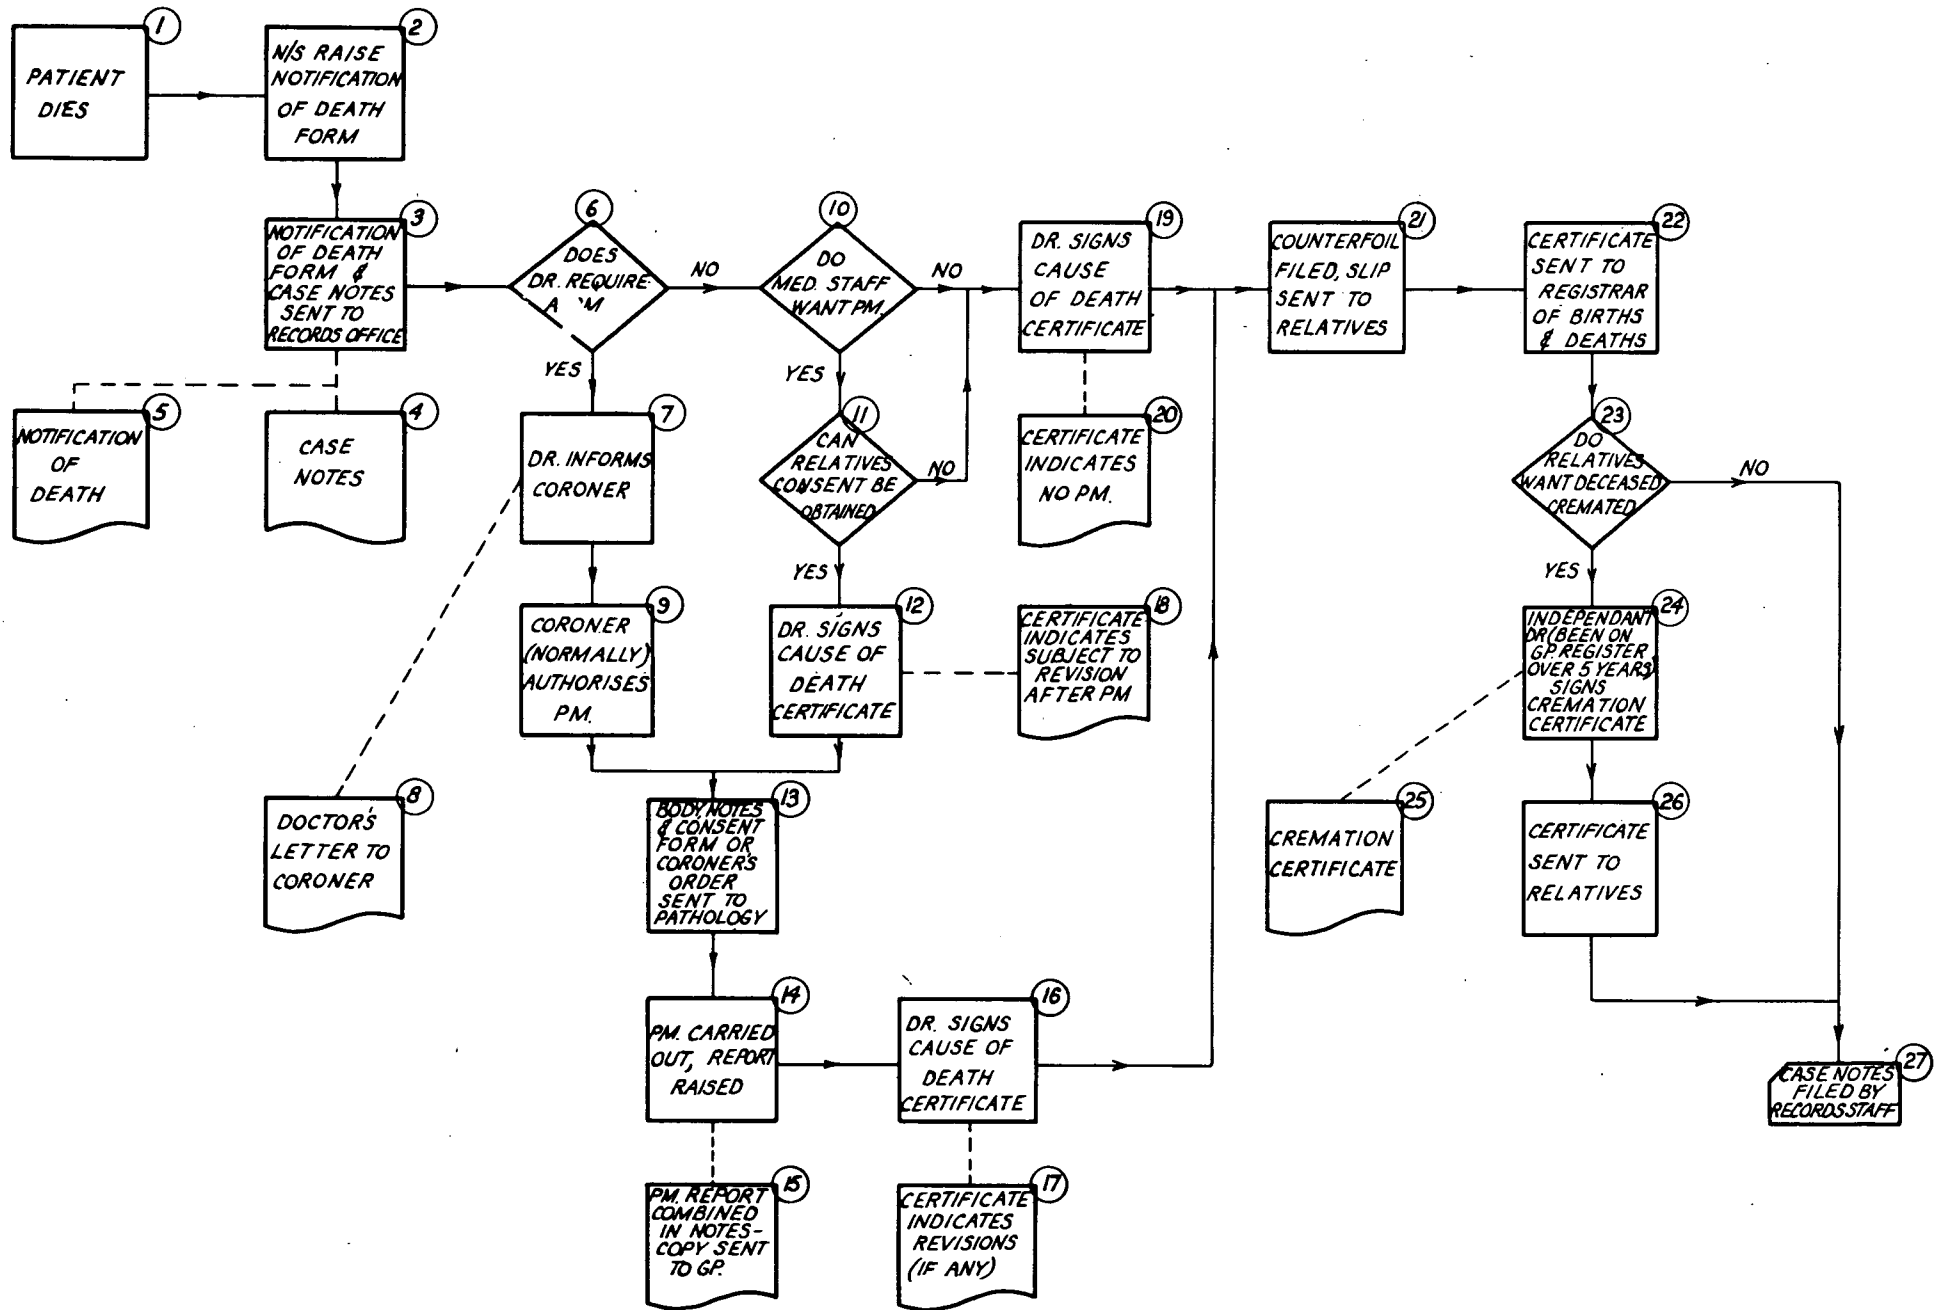 1
PATIENT
DIES
2
N/S RAISE
NOTIFICATION
OF DEATH
FORM
3
NOTIFICATION
OF DEATH
FORM &
CASE NOTES
SENT TO
RECORDS OFFICE
5
NOTIFICATION
OF
DEATH
4
CASE
NOTES
6
DOES
DR. REQUIRE
A 'M
NO
YES
7
DR. INFORMS
CORONER
8
DOCTOR'S
LETTER TO
CORONER
9
CORONER
(NORMALLY)
AUTHORISES
PM.
10
DO
MED. STAFF
WANT PM.
NO
YES
11
CAN
RELATIVES
CONSENT BE
OBTAINED
NO
YES
12
DR. SIGNS
CAUSE OF
DEATH
CERTIFICATE
18
CERTIFICATE
INDICATES
SUBJECT TO
REVISION
AFTER PM
13
BODY, NOTES
& CONSENT
FORM OR
CORONER'S
ORDER
SENT TO
PATHOLOGY
14
PM. CARRIED
OUT, REPORT
RAISED
15
PM. REPORT
COMBINED
IN NOTES-
COPY SENT
TO GP.
16
DR. SIGNS
CAUSE OF
DEATH
CERTIFICATE
17
CERTIFICATE
INDICATES
REVISIONS
(IF ANY)
19
DR. SIGNS
CAUSE
OF DEATH
CERTIFICATE
20
CERTIFICATE
INDICATES
NO PM.
21
COUNTERFOIL
FILED, SLIP
SENT TO
RELATIVES
22
CERTIFICATE
SENT TO
REGISTRAR
OF BIRTHS
& DEATHS
23
DO
RELATIVES
WANT DECEASED
CREMATED
NO
YES
24
INDEPENDANT
DR (BEEN ON
GP. REGISTER
OVER 5 YEARS)
SIGNS
CREMATION
CERTIFICATE
25
CREMATION
CERTIFICATE
26
CERTIFICATE
SENT TO
RELATIVES
27
CASE NOTES
FILED BY
RECORDS STAFF